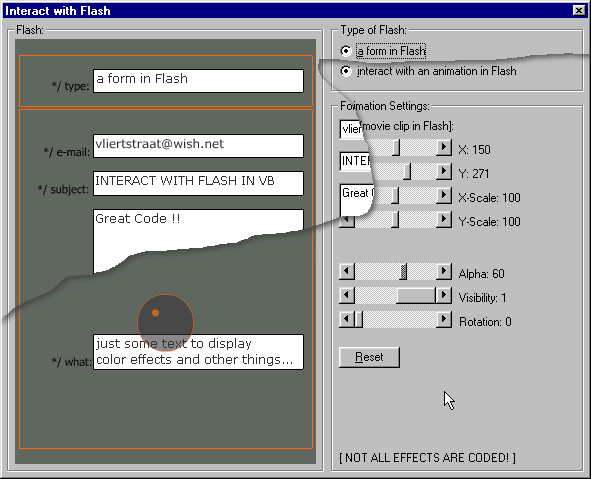 Interact with Flash
Flash:
*/ type:
a form in Flash
*/ e-mail:
vliertstraat@wish.net
*/ subject:
INTERACT WITH FLASH IN VB
Great Code !!
*/ what:
just some text to display
color effects and other things...
Type of Flash:
a form in Flash
interact with an animation in Flash
Formation Settings:
vlier
[movie clip in Flash]:
X: 150
INTER
Y: 271
Great C
X-Scale: 100
Y-Scale: 100
Alpha: 60
Visibility: 1
Rotation: 0
Reset
[ NOT ALL EFFECTS ARE CODED! ]